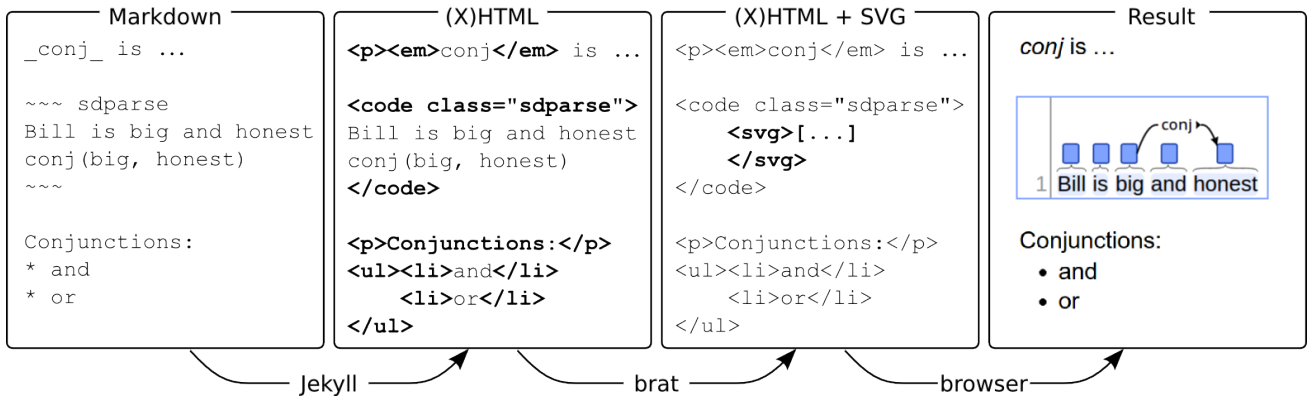 Markdown
_conj_ is ...
~~~ sdparse
Bill is big and honest
conj(big, honest)
~~~
Conjunctions:
* and
* or
(X)HTML
<p><em>conj</em> is ...
<code class="sdparse">
Bill is big and honest
conj(big, honest)
</code>
<p>Conjunctions:</p>
<ul><li>and</li>
<li>or</li>
</ul>
(X)HTML + SVG
<p><em>conj</em> is ...
<code class="sdparse">
<svg>[...]
</svg>
</code>
<p>Conjunctions:</p>
<ul><li>and</li>
<li>or</li>
</ul>
Result
conj is ...
conj
1 Bill is big and honest
Conjunctions:
• and
• or
Jekyll
brat
browser